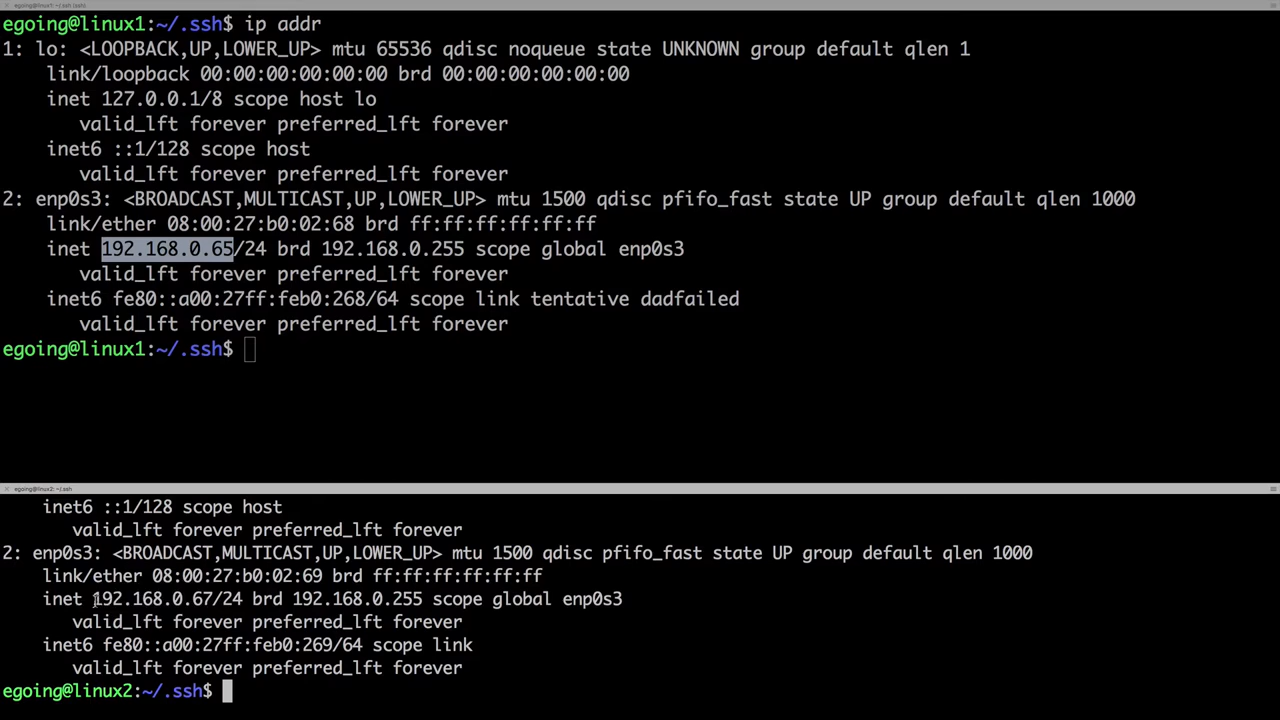 egoing@linux1:~/.ssh$ ip addr
1: lo: <LOOPBACK,UP,LOWER_UP> mtu 65536 qdisc noqueue state UNKNOWN group default qlen 1
    link/loopback 00:00:00:00:00:00 brd 00:00:00:00:00:00
    inet 127.0.0.1/8 scope host lo
       valid_lft forever preferred_lft forever
    inet6 ::1/128 scope host
       valid_lft forever preferred_lft forever
2: enp0s3: <BROADCAST,MULTICAST,UP,LOWER_UP> mtu 1500 qdisc pfifo_fast state UP group default qlen 1000
    link/ether 08:00:27:b0:02:68 brd ff:ff:ff:ff:ff:ff
    inet 192.168.0.65/24 brd 192.168.0.255 scope global enp0s3
       valid_lft forever preferred_lft forever
    inet6 fe80::a00:27ff:feb0:268/64 scope link tentative dadfailed
       valid_lft forever preferred_lft forever
egoing@linux1:~/.ssh$
egoing@linux2: ~/.ssh
    inet6 ::1/128 scope host
       valid_lft forever preferred_lft forever
2: enp0s3: <BROADCAST,MULTICAST,UP,LOWER_UP> mtu 1500 qdisc pfifo_fast state UP group default qlen 1000
    link/ether 08:00:27:b0:02:69 brd ff:ff:ff:ff:ff:ff
    inet 192.168.0.67/24 brd 192.168.0.255 scope global enp0s3
       valid_lft forever preferred_lft forever
    inet6 fe80::a00:27ff:feb0:269/64 scope link
       valid_lft forever preferred_lft forever
egoing@linux2:~/.ssh$